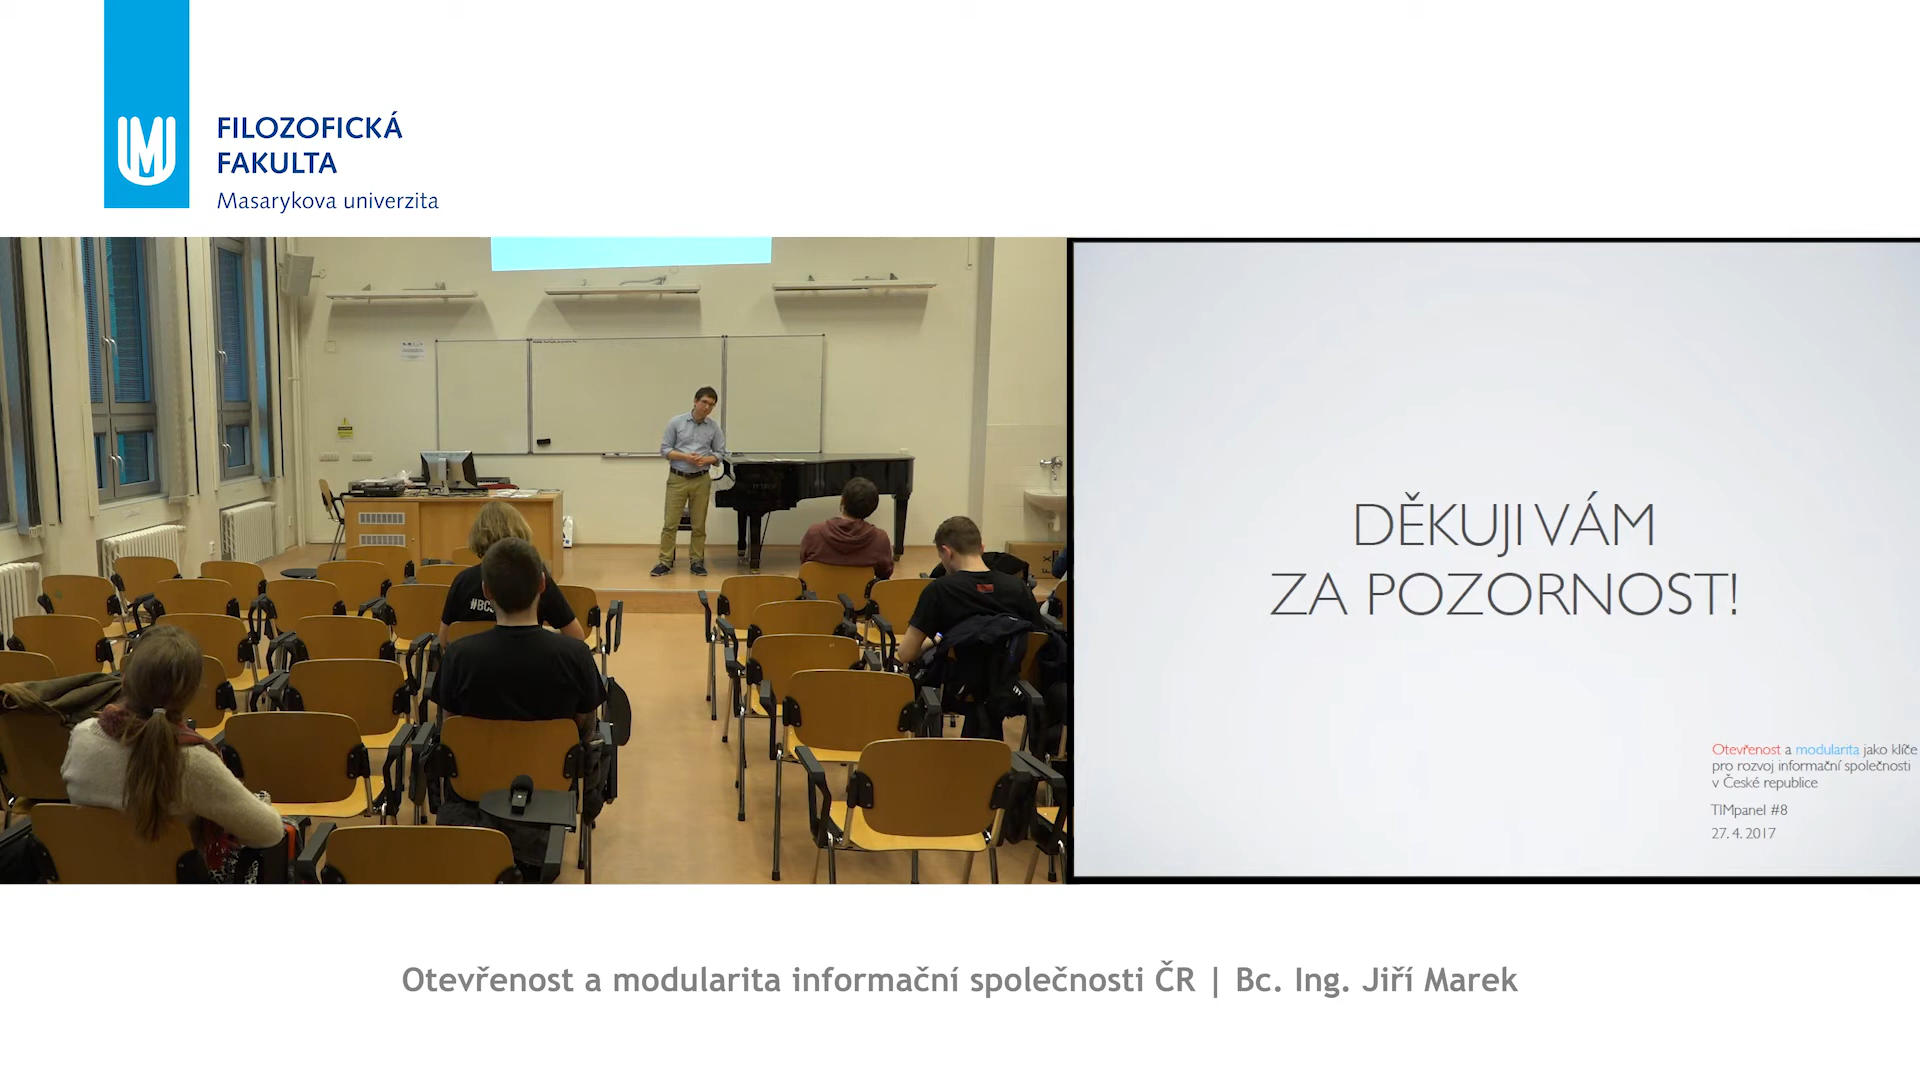 FILOZOFICKÁ
FAKULTA
Masarykova univerzita
#BCS
DĚKUJI VÁM
ZA POZORNOST!
Otevřenost a modularita jako klíče
pro rozvoj informační společnosti
v České republice
TIMpanel #8
27. 4. 2017
Otevřenost a modularita informační společnosti ČR | Bc. Ing. Jiří Marek